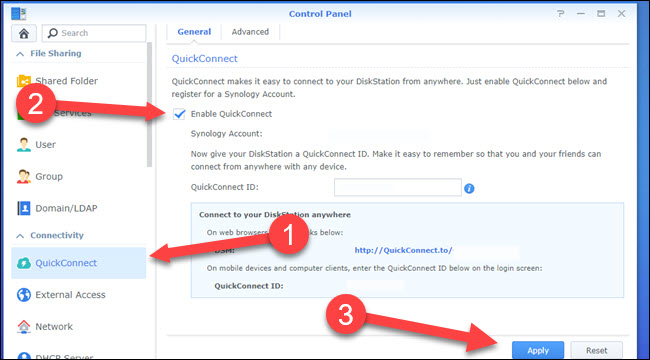 Control Panel
Search
File Sharing
Shared Folder
Services
User
Group
Domain/LDAP
Connectivity
QuickConnect
External Access
Network
DHCP Server
General Advanced
QuickConnect
QuickConnect makes it easy to connect to your DiskStation from anywhere. Just enable QuickConnect below and
register for a Synology Account.
Enable QuickConnect
Synology Account:
Now give your DiskStation a QuickConnect ID. Make it easy to remember so that you and your friends can
connect from anywhere with any device.
QuickConnect ID:
Connect to your DiskStation anywhere
On web browsers below:
DSM: http://QuickConnect.to/
On mobile devices and computer clients, enter the QuickConnect ID below on the login screen:
QuickConnect ID:
Apply Reset
1
2
3